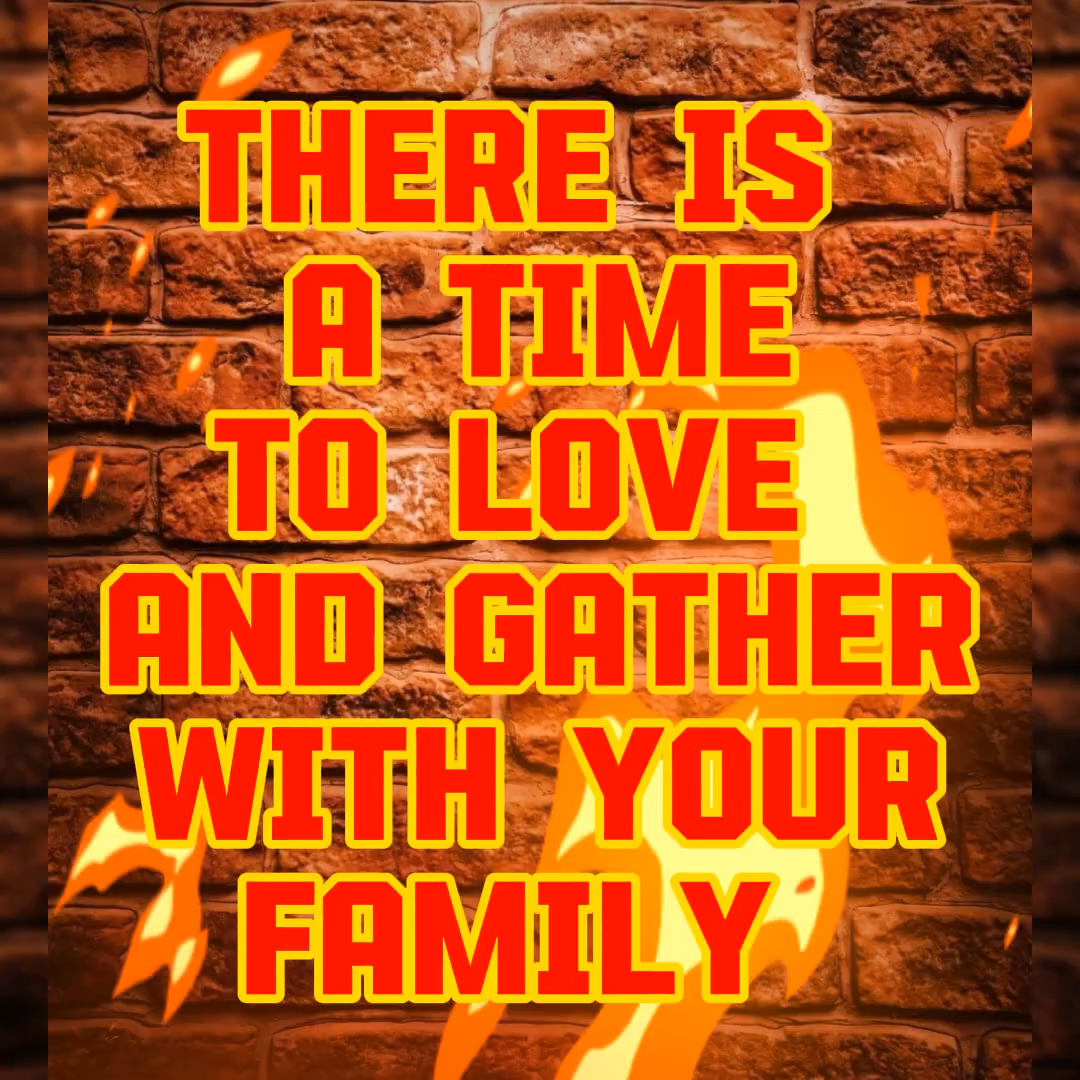 THERE IS
A TIME
TO LOVE
AND GATHER
WITH YOUR
FAMILY